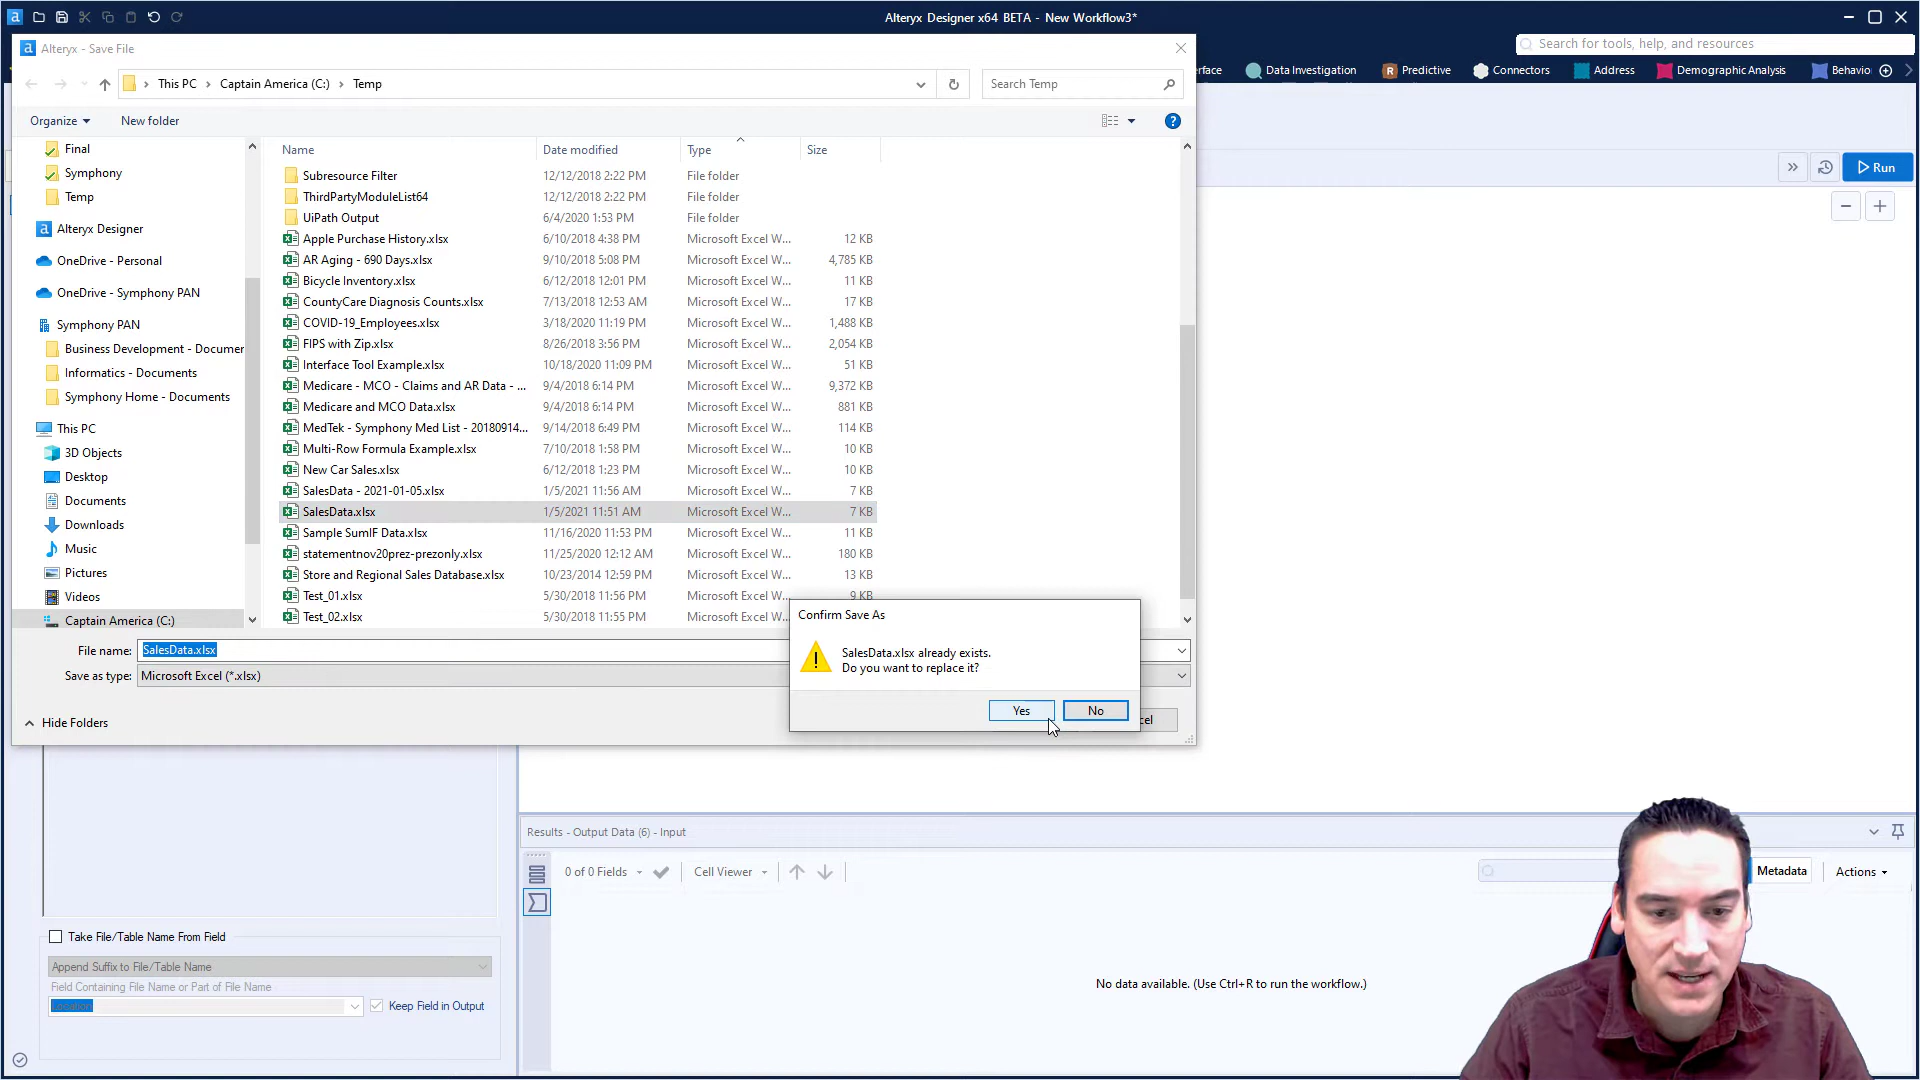 Alteryx Designer x64 BETA - New Workflow3*
Alteryx - Save File
Search for tools, help, and resources
This PC > Captain America (C:) > Temp
Search Temp
Data Investigation
Predictive
Connectors
Address
Demographic Analysis
Organize
New folder
Run
Name
Date modified
Type
Size
Final
Symphony
Temp
Alteryx Designer
OneDrive - Personal
OneDrive - Symphony PAN
Symphony PAN
Business Development - Documen
Informatics - Documents
Symphony Home - Documents
This PC
3D Objects
Desktop
Documents
Downloads
Music
Pictures
Videos
Captain America (C:)
Subresource Filter 12/12/2018 2:22 PM File folder
ThirdPartyModuleList64 12/12/2018 2:22 PM File folder
UiPath Output 6/4/2020 1:53 PM File folder
Apple Purchase History.xlsx 6/10/2018 4:38 PM Microsoft Excel W... 12 KB
AR Aging - 690 Days.xlsx 9/10/2018 5:08 PM Microsoft Excel W... 4,785 KB
Bicycle Inventory.xlsx 6/12/2018 12:01 PM Microsoft Excel W... 11 KB
CountyCare Diagnosis Counts.xlsx 7/13/2018 12:53 AM Microsoft Excel W... 17 KB
COVID-19_Employees.xlsx 3/18/2020 11:19 PM Microsoft Excel W... 1,488 KB
FIPS with Zip.xlsx 8/26/2018 3:56 PM Microsoft Excel W... 2,054 KB
Interface Tool Example.xlsx 10/18/2020 11:09 PM Microsoft Excel W... 51 KB
Medicare - MCO - Claims and AR Data - ... 9/4/2018 6:14 PM Microsoft Excel W... 9,372 KB
Medicare and MCO Data.xlsx 9/4/2018 6:14 PM Microsoft Excel W... 881 KB
MedTek - Symphony Med List - 20180914... 9/14/2018 6:49 PM Microsoft Excel W... 114 KB
Multi-Row Formula Example.xlsx 7/10/2018 1:58 PM Microsoft Excel W... 10 KB
New Car Sales.xlsx 6/12/2018 1:23 PM Microsoft Excel W... 10 KB
SalesData - 2021-01-05.xlsx 1/5/2021 11:56 AM Microsoft Excel W... 7 KB
SalesData.xlsx 1/5/2021 11:51 AM Microsoft Excel W... 7 KB
Sample SumIF Data.xlsx 11/16/2020 11:53 PM Microsoft Excel W... 11 KB
statementnov20prez-prezonly.xlsx 11/25/2020 12:12 AM Microsoft Excel W... 180 KB
Store and Regional Sales Database.xlsx 10/23/2014 12:59 PM Microsoft Excel W... 13 KB
Test_01.xlsx 5/30/2018 11:56 PM Microsoft Excel W... 9 KB
Test_02.xlsx 5/30/2018 11:55 PM Microsoft Excel W...
Confirm Save As
SalesData.xlsx already exists.
Do you want to replace it?
Yes
No
File name: SalesData.xlsx
Save as type: Microsoft Excel (*.xlsx)
Hide Folders
Results - Output Data (6) - Input
0 of 0 Fields
Cell Viewer
Metadata
Actions
No data available. (Use Ctrl+R to run the workflow.)
Take File/Table Name From Field
Append Suffix to File/Table Name
Field Containing File Name or Part of File Name
Keep Field in Output